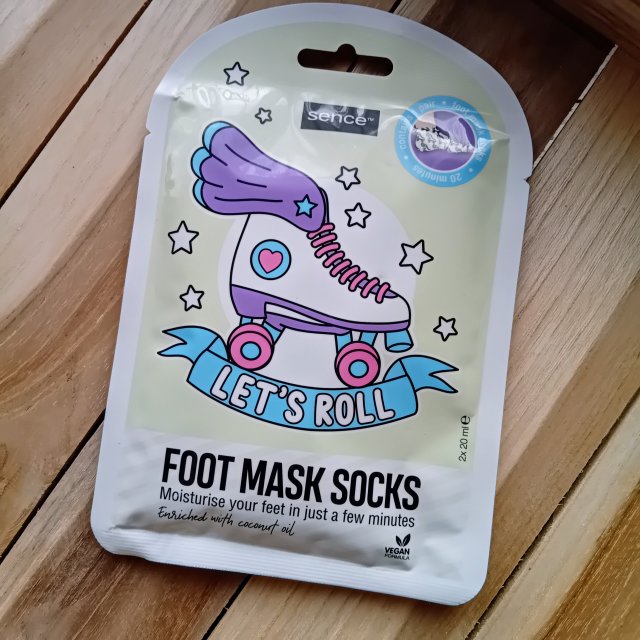 sence™
20 minutes
LET'S ROLL
2x 20 ml e
FOOT MASK SOCKS
Moisturise your feet in just a few minutes
Enriched with coconut oil
VEGAN
FORMULA